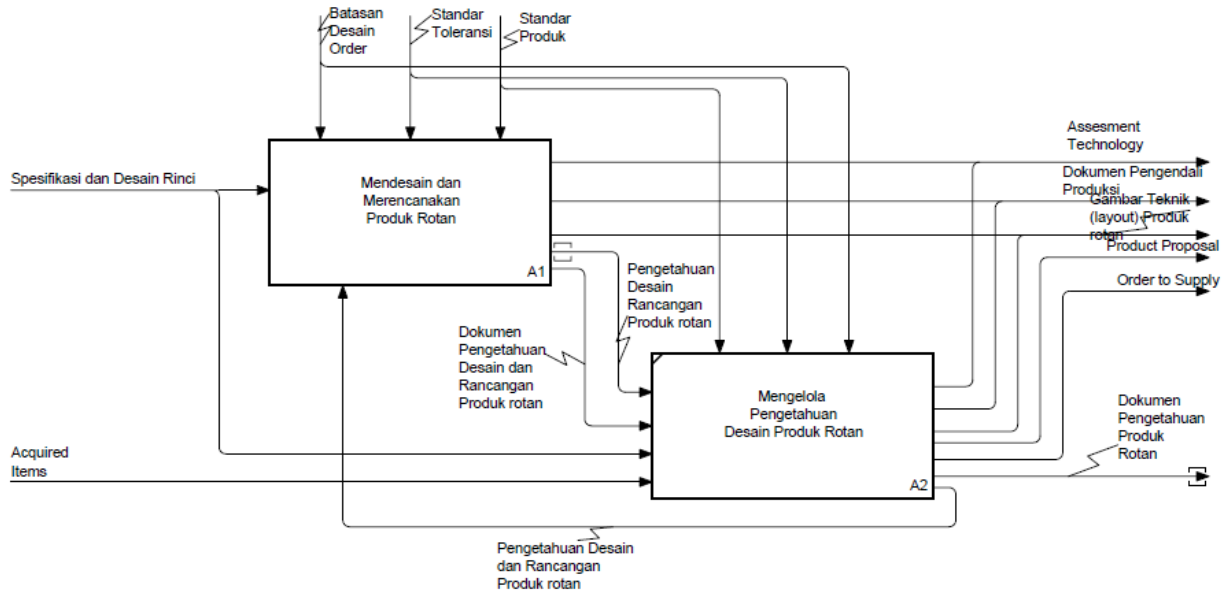 Batasan
Desain
Order
Standar
Toleransi
Standar
Produk
Assesment
Technology
Spesifikasi dan Desain Rinci
Mendesain dan
Merencanakan
Produk Rotan
A1
Dokumen Pengendali
Produksi
Gambar Teknik
(layout) Produk
rotan
Product Proposal
Order to Supply
Pengetahuan
Desain
Rancangan
Produk rotan
Dokumen
Pengetahuan
Desain dan
Rancangan
Produk rotan
Mengelola
Pengetahuan
Desain Produk Rotan
A2
Dokumen
Pengetahuan
Produk
Rotan
Acquired
Items
Pengetahuan Desain
dan Rancangan
Produk rotan